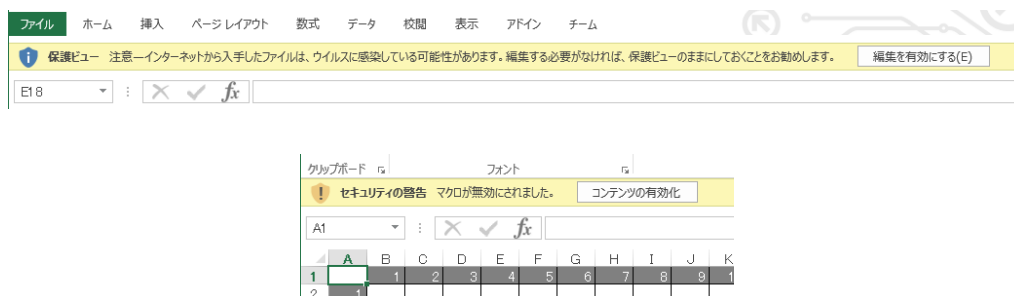 ファイル ホーム 挿入 ページ レイアウト 数式 データ 校閲 表示 アドイン チーム
保護ビュー 注意―インターネットから入手したファイルは、ウイルスに感染している可能性があります。編集する必要がなければ、保護ビューのままにしておくことをお勧めします。 編集を有効にする(E)
E18 fx
クリップボード フォント
セキュリティの警告 マクロが無効にされました。 コンテンツの有効化
A1 fx
A B C D E F G H I J K
1 1 2 3 4 5 6 7 8 9 1
2 1